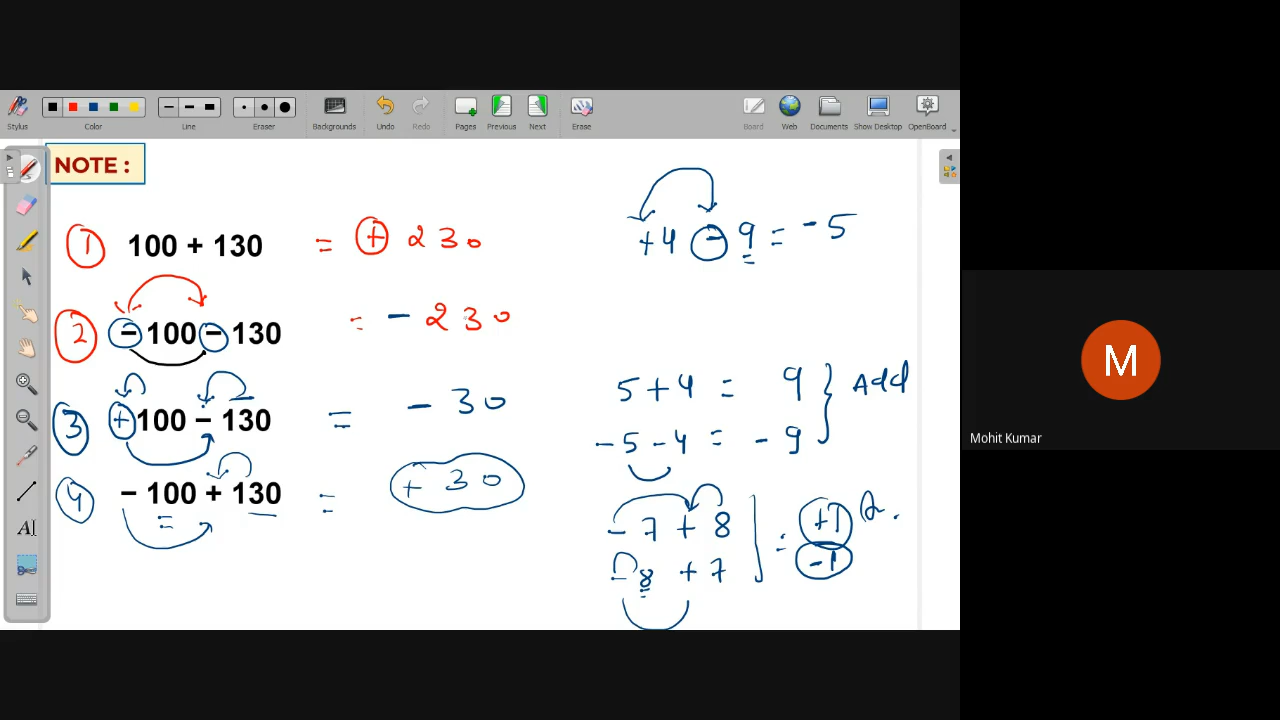 Stylus Color Line Eraser Backgrounds Undo Redo Pages Previous Next Erase Board Web Documents Show Desktop OpenBoard
NOTE :
① 100 + 130 = + 230
② - 100 - 130 = - 230
③ + 100 - 130 = - 30
④ - 100 + 130 = + 30
+4 - 9 = -5
5 + 4 = 9 } Add
- 5 - 4 = - 9
- 7 + 8 = +1
- 8 + 7 -1
M
Mohit Kumar